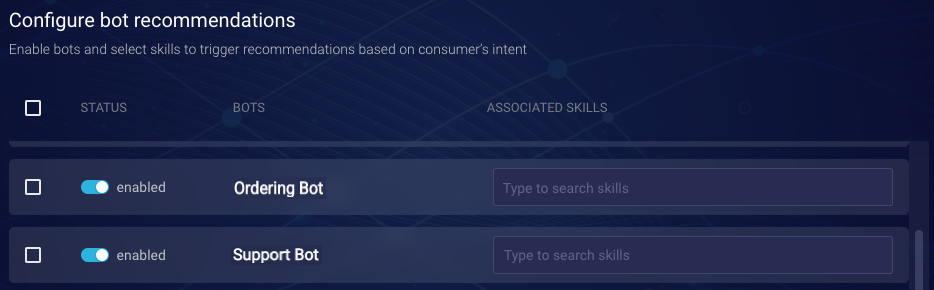 Configure bot recommendations
Enable bots and select skills to trigger recommendations based on consumer's intent
STATUS BOTS ASSOCIATED SKILLS
enabled Ordering Bot Type to search skills
enabled Support Bot Type to search skills